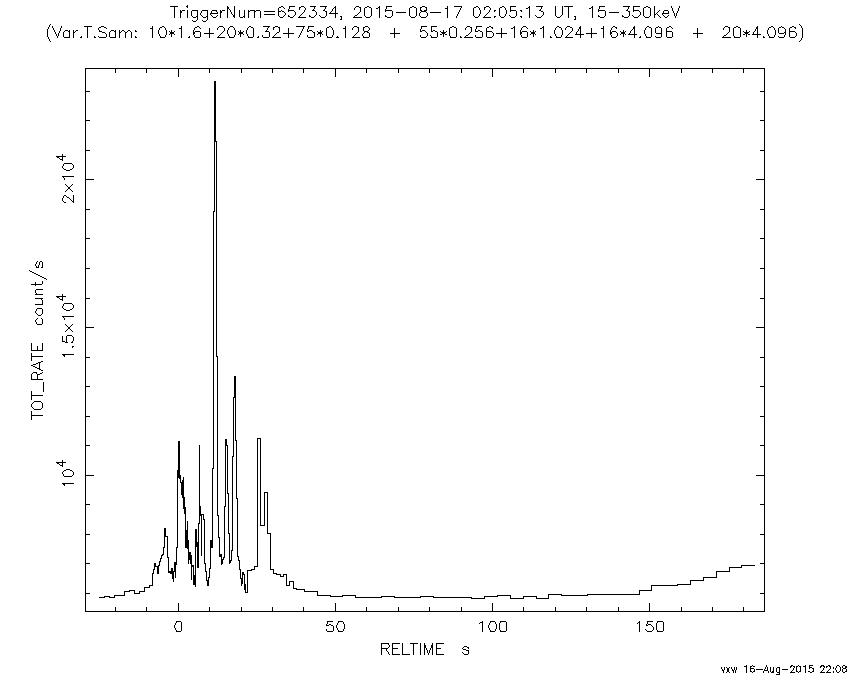 TriggerNum=652334, 2015-08-17 02:05:13 UT, 15-350keV
(Var.T.Sam: 10*1.6+20*0.32+75*0.128 + 55*0.256+16*1.024+16*4.096 + 20*4.096)
TOT_RATE count/s
2×10⁴
1.5×10⁴
10⁴
0 50 100 150
RELTIME s
vxw 16-Aug-2015 22:08